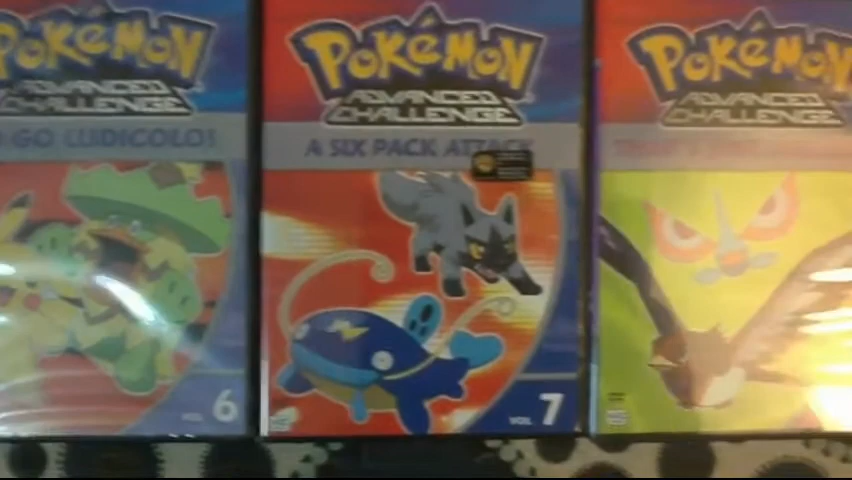 POKéMON
ADVANCED
CHALLENGE
GO LUDICOLO!
VOL. 6
POKéMON
ADVANCED
CHALLENGE
A SIX PACK ATTACK
VOL. 7
POKéMON
ADVANCED
CHALLENGE